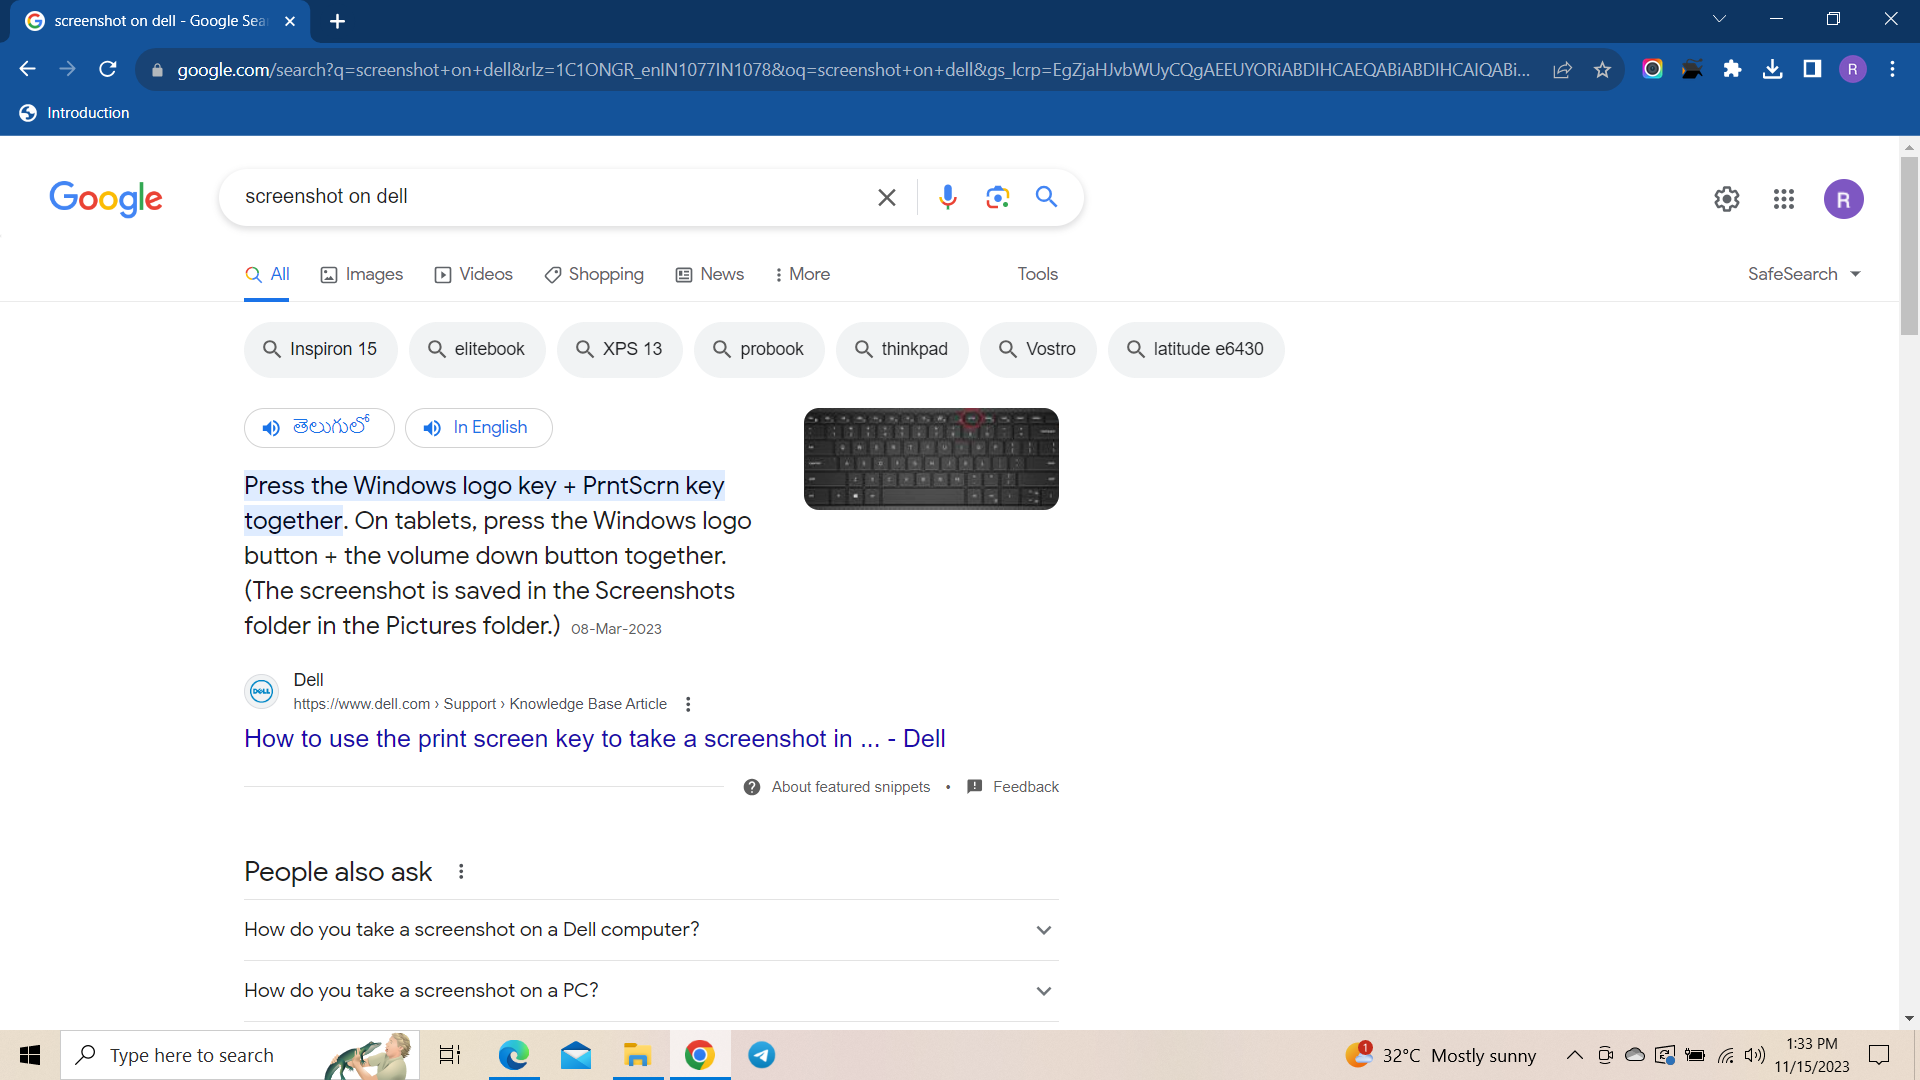 screenshot on dell - Google Sea
google.com/search?q=screenshot+on+dell&rlz=1C1ONGR_enIN1077IN1078&oq=screenshot+on+dell&gs_lcrp=EgZjaHJvbWUyCQgAEEUYORiABDIHCAEQABiABDIHCAIQABi...
R
Introduction
Google
screenshot on dell
R
All
Images
Videos
Shopping
News
More
Tools
SafeSearch
Inspiron 15
elitebook
XPS 13
probook
thinkpad
Vostro
latitude e6430
తెలుగులో
In English
Press the Windows logo key + PrntScrn key
together. On tablets, press the Windows logo
button + the volume down button together.
(The screenshot is saved in the Screenshots
folder in the Pictures folder.) 08-Mar-2023
DELL
Dell
https://www.dell.com › Support › Knowledge Base Article
How to use the print screen key to take a screenshot in ... - Dell
About featured snippets • Feedback
People also ask
How do you take a screenshot on a Dell computer?
How do you take a screenshot on a PC?
Type here to search
1
32°C Mostly sunny
1:33 PM
11/15/2023